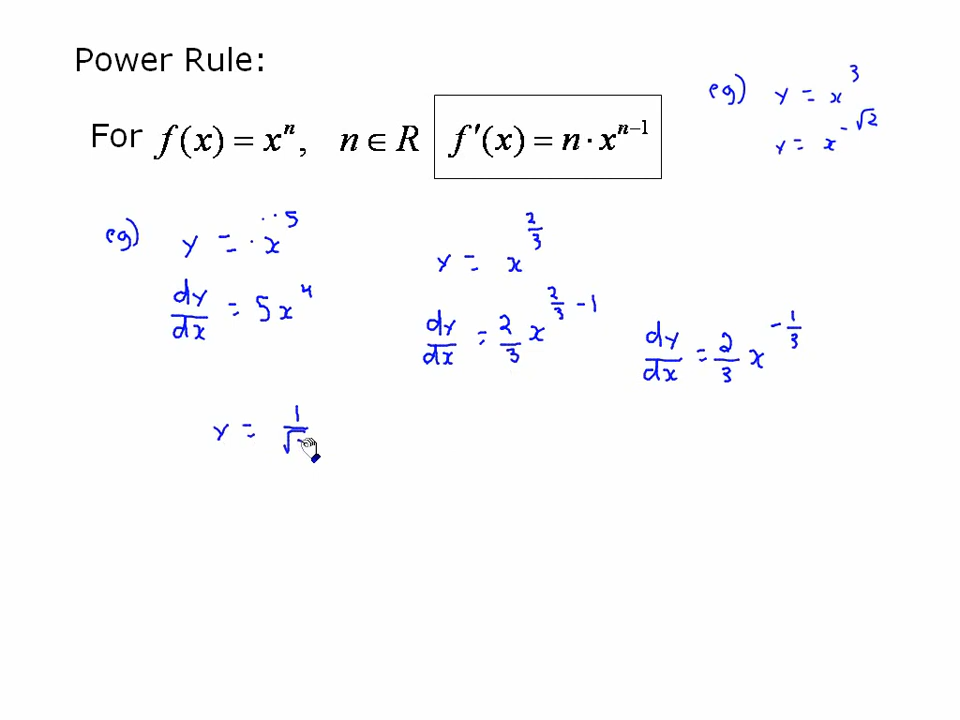 Power Rule:
eg) y = x^3
For f(x) = x^n, n ∈ R f'(x) = n · x^{n-1}
y = x^{-√2}
eg) y = x^5
y = x^{2/3}
dy/dx = 5x^4
dy/dx = 2/3 x^{2/3 - 1}
dy/dx = 2/3 x^{-1/3}
y = 1/√